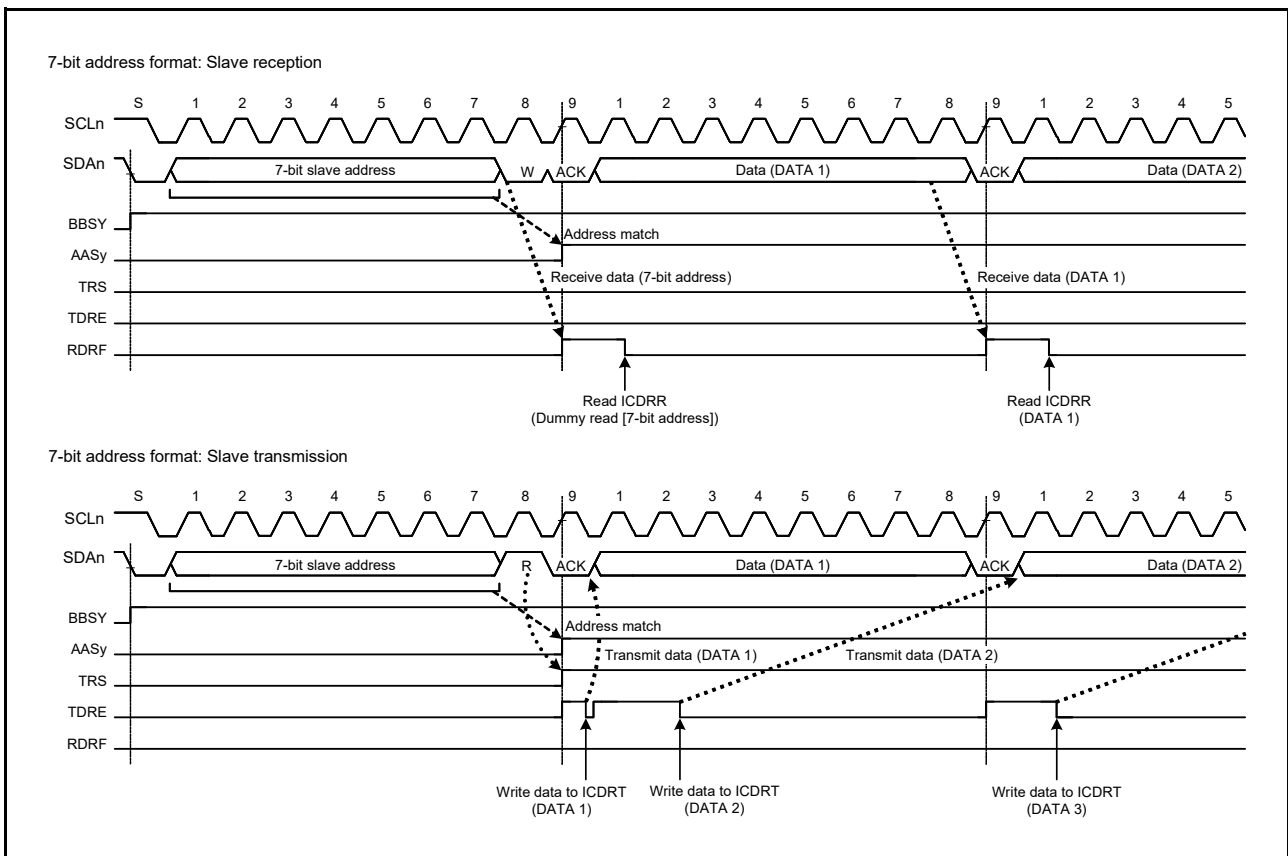 7-bit address format: Slave reception
S 1 2 3 4 5 6 7 8 9 1 2 3 4 5 6 7 8 9 1 2 3 4 5
SCLn
SDAn 7-bit slave address W ACK Data (DATA 1) ACK Data (DATA 2)
BBSY
Address match
AASy
Receive data (7-bit address) Receive data (DATA 1)
TRS
TDRE
RDRF
Read ICDRR Read ICDRR
(Dummy read [7-bit address]) (DATA 1)
7-bit address format: Slave transmission
S 1 2 3 4 5 6 7 8 9 1 2 3 4 5 6 7 8 9 1 2 3 4 5
SCLn
SDAn 7-bit slave address R ACK Data (DATA 1) ACK Data (DATA 2)
BBSY
Address match
AASy
Transmit data (DATA 1) Transmit data (DATA 2)
TRS
TDRE
RDRF
Write data to ICDRT Write data to ICDRT Write data to ICDRT
(DATA 1) (DATA 2) (DATA 3)